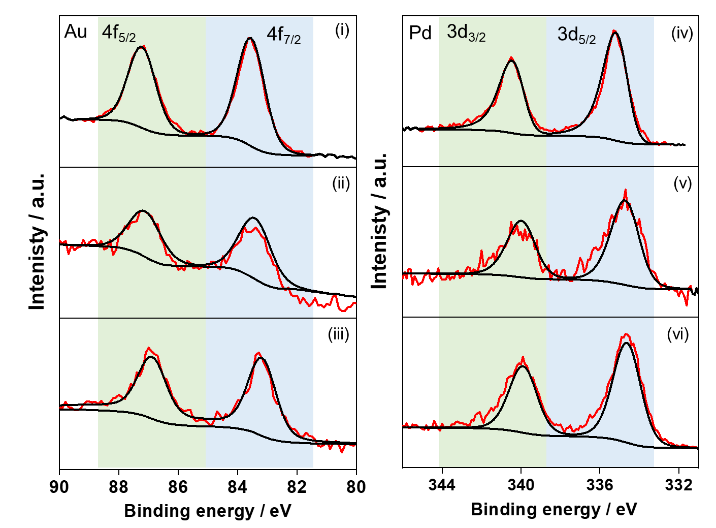 Au 4f5/2 4f7/2 (i)
(ii)
(iii)
90 88 86 84 82 80
Binding energy / eV
Intenisty / a.u.
Pd 3d3/2 3d5/2 (iv)
(v)
(vi)
344 340 336 332
Binding energy / eV
Intenisty / a.u.